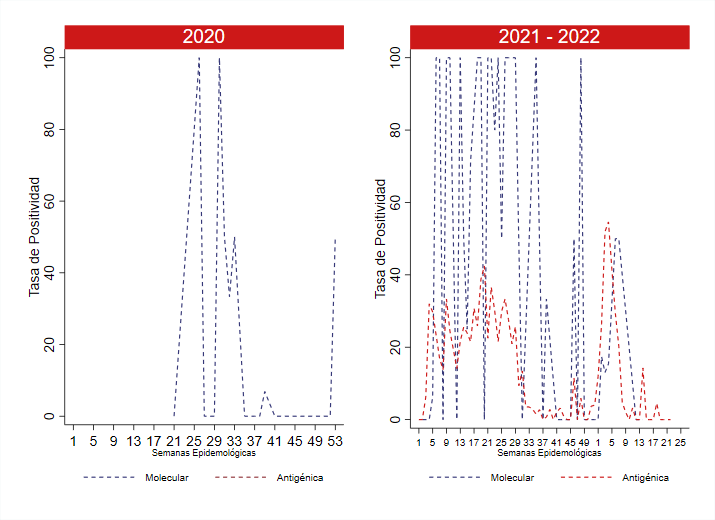 2020
Tasa de Positividad
0 20 40 60 80 100
1 5 9 13 17 21 25 29 33 37 41 45 49 53
Semanas Epidemológicas
Molecular Antigénica
2021 - 2022
Tasa de Positividad
0 20 40 60 80 100
1 5 9 13 17 21 25 29 33 37 41 45 49 1 5 9 13 17 21 25
Semanas Epidemológicas
Molecular Antigénica